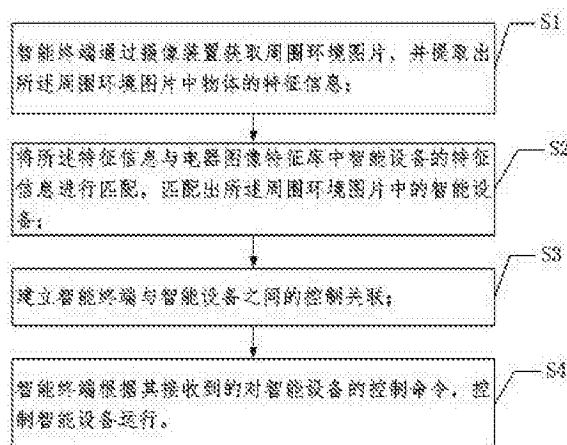 S1
智能终端通过摄像装置获取周围环境图片，并提取出
所述周围环境图片中物体的特征信息；
S2
将所述特征信息与电器图像特征库中智能设备的特征
信息进行匹配，匹配出所述周围环境图片中的智能设
备；
S3
建立智能终端与智能设备之间的控制关联；
S4
智能终端根据其接收到的对智能设备的控制命令，控
制智能设备运行。